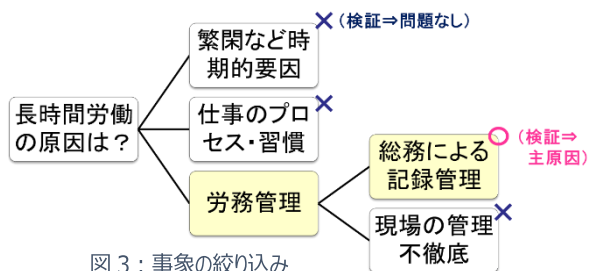 繁閑など時
期的要因
×(検証⇒問題なし)
長時間労働
の原因は?
仕事のプロ
セス・習慣
×
労務管理
総務による
記録管理
○(検証⇒
主原因)
現場の管理
不徹底
×
図3:事象の絞り込み